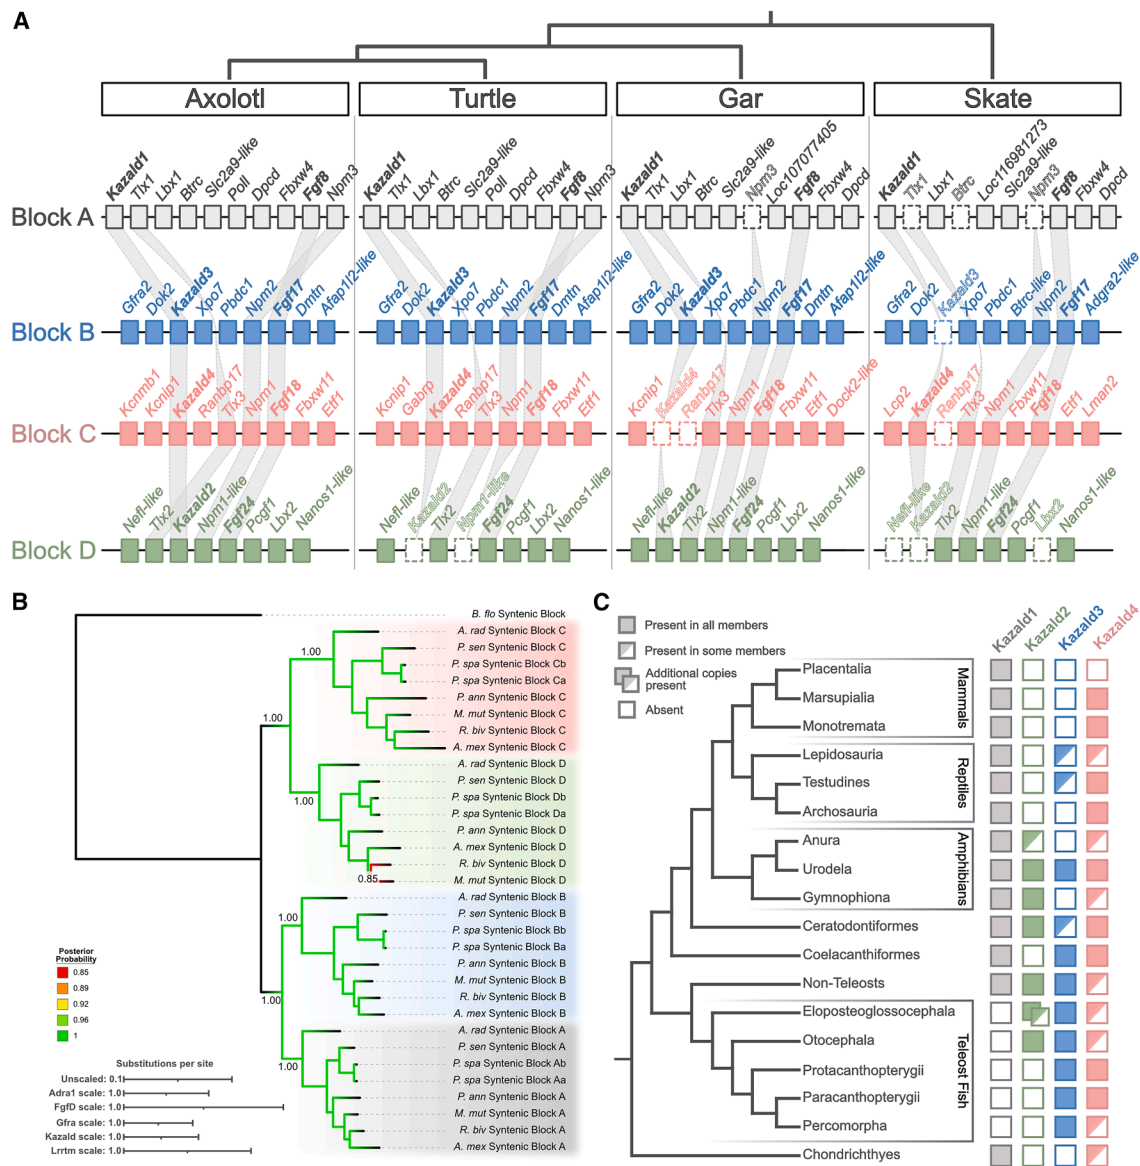 A
Axolotl Turtle Gar Skate
Kazald1 Tlx1 Lbx1 Btrc Slc2a9-like Poll Dpcd Fbxw4 Fgf8 Npm3
Kazald1 Tlx1 Lbx1 Btrc Slc2a9-like Poll Dpcd Fbxw4 Fgf8 Npm3
Kazald1 Tlx1 Lbx1 Btrc Slc2a9-like Npm3 Loc107077405 Fgf8 Fbxw4 Dpcd
Kazald1 Tlx1 Lbx1 Btrc Loc116981273 Slc2a9-like Npm3 Fgf8 Fbxw4 Dpcd
Block A
Gfra2 Dok2 Kazald3 Xpo7 Pbdc1 Npm2 Fgf17 Dmtn Afap1l2-like
Gfra2 Dok2 Kazald3 Xpo7 Pbdc1 Npm2 Fgf17 Dmtn Afap1l2-like
Gfra2 Dok2 Kazald3 Xpo7 Pbdc1 Npm2 Fgf17 Dmtn Afap1l2-like
Gfra2 Dok2 Kazald3 Xpo7 Pbdc1 Btrc-like Npm2 Fgf17 Adgra2-like
Block B
Kcnmb1 Kcnip1 Kazald4 Ranbp17 Tlx3 Npm1 Fgf18 Fbxw11 Etf1
Kcnip1 Gabrp Kazald4 Ranbp17 Tlx3 Npm1 Fgf18 Fbxw11 Etf1
Kcnip1 Kazald4 Ranbp17 Tlx3 Npm1 Fgf18 Fbxw11 Etf1 Dock2-like
Lcp2 Kazald4 Ranbp17 Tlx3 Npm1 Fbxw11 Fgf18 Etf1 Lman2
Block C
Nefl-like Tlx2 Kazald2 Npm1-like Fgf24 Pcgf1 Lbx2 Nanos1-like
Nefl-like Kazald2 Tlx2 Npm1-like Fgf24 Pcgf1 Lbx2 Nanos1-like
Nefl-like Kazald2 Tlx2 Npm1-like Fgf24 Pcgf1 Lbx2 Nanos1-like
Nefl-like Kazald2 Tlx2 Npm1-like Fgf24 Pcgf1 Lbx2 Nanos1-like
Block D
B
B. flo Syntenic Block
A. rad Syntenic Block C
P. sen Syntenic Block C
P. spa Syntenic Block Cb
P. spa Syntenic Block Ca
P. ann Syntenic Block C
M. mut Syntenic Block C
R. biv Syntenic Block C
A. mex Syntenic Block C
A. rad Syntenic Block D
P. sen Syntenic Block D
P. spa Syntenic Block Db
P. spa Syntenic Block Da
P. ann Syntenic Block D
A. mex Syntenic Block D
R. biv Syntenic Block D
M. mut Syntenic Block D
A. rad Syntenic Block B
P. sen Syntenic Block B
P. spa Syntenic Block Bb
P. spa Syntenic Block Ba
P. ann Syntenic Block B
M. mut Syntenic Block B
R. biv Syntenic Block B
A. mex Syntenic Block B
A. rad Syntenic Block A
P. sen Syntenic Block A
P. spa Syntenic Block Ab
P. spa Syntenic Block Aa
P. ann Syntenic Block A
M. mut Syntenic Block A
R. biv Syntenic Block A
A. mex Syntenic Block A
1.00
1.00
1.00
0.85
1.00
1.00
1.00
Posterior
Probability
0.85
0.89
0.92
0.96
1
Substitutions per site
Unscaled: 0.1
Adra1 scale: 1.0
FgfD scale: 1.0
Gfra scale: 1.0
Kazald scale: 1.0
Lrrtm scale: 1.0
C
Present in all members
Present in some members
Additional copies
present
Absent
Kazald1 Kazald2 Kazald3 Kazald4
Placentalia
Marsupialia
Monotremata
Mammals
Lepidosauria
Testudines
Archosauria
Reptiles
Anura
Urodela
Gymnophiona
Amphibians
Ceratodontiformes
Coelacanthiformes
Non-Teleosts
Eloposteoglossocephala
Otocephala
Protacanthopterygii
Paracanthopterygii
Percomorpha
Teleost Fish
Chondrichthyes